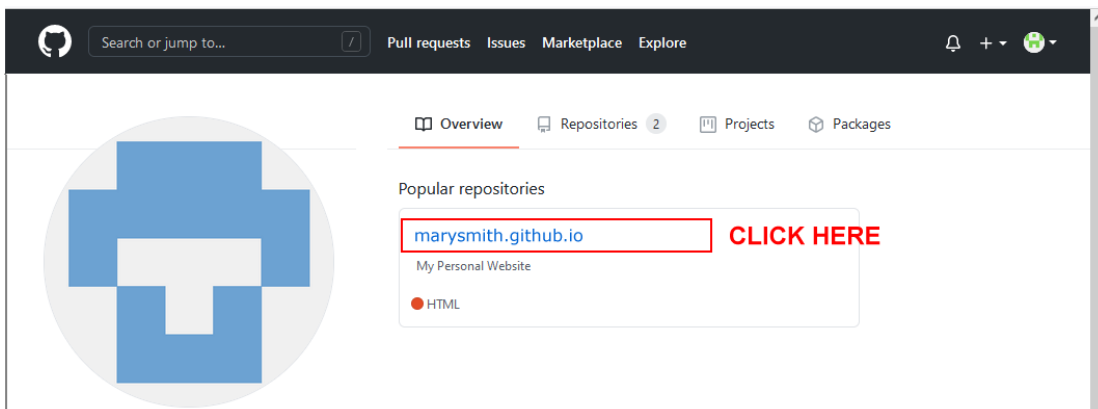 Search or jump to... /
Pull requests Issues Marketplace Explore
Overview Repositories 2 Projects Packages
Popular repositories
marysmith.github.io CLICK HERE
My Personal Website
HTML